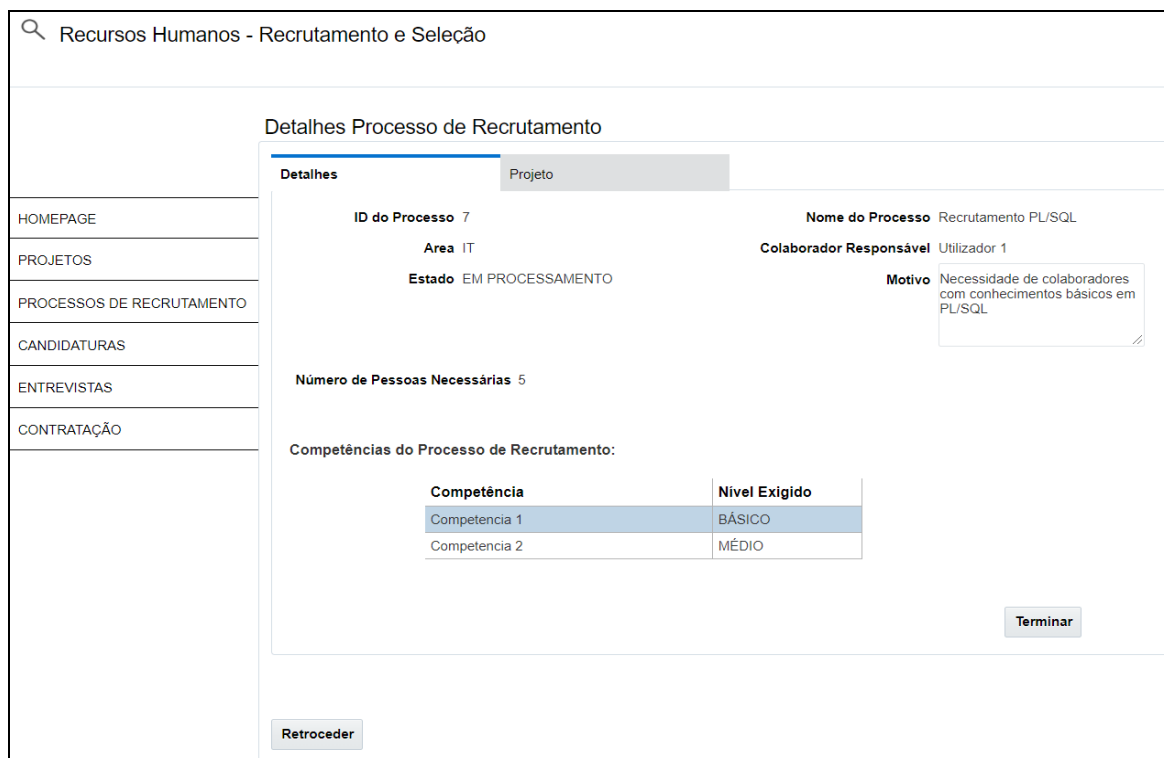 Recursos Humanos - Recrutamento e Seleção
Detalhes Processo de Recrutamento
Detalhes
Projeto
HOMEPAGE
PROJETOS
PROCESSOS DE RECRUTAMENTO
CANDIDATURAS
ENTREVISTAS
CONTRATAÇÃO
ID do Processo 7
Nome do Processo Recrutamento PL/SQL
Area IT
Colaborador Responsável Utilizador 1
Estado EM PROCESSAMENTO
Motivo Necessidade de colaboradores
com conhecimentos básicos em
PL/SQL
Número de Pessoas Necessárias 5
Competências do Processo de Recrutamento:
Competência Nível Exigido
Competencia 1 BÁSICO
Competencia 2 MÉDIO
Terminar
Retroceder